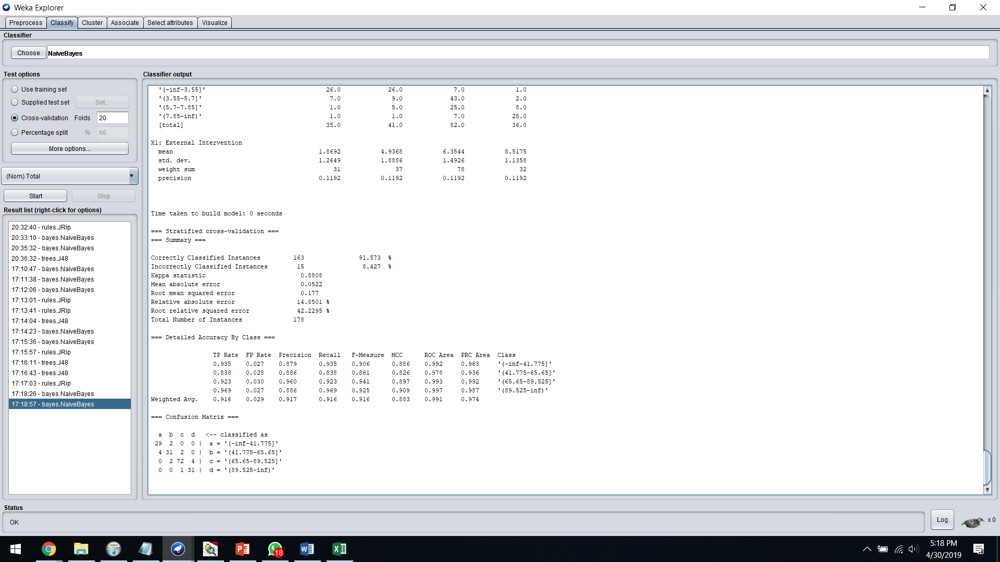 Weka Explorer
Preprocess Classify Cluster Associate Select attributes Visualize
Classifier
Choose NaiveBayes
Test options
Use training set
Supplied test set Set...
Cross-validation Folds 20
Percentage split % 66
More options...
(Nom) Total
Start Stop
Result list (right-click for options)
20:32:40 - rules.JRip
20:33:10 - bayes.NaiveBayes
20:35:32 - bayes.NaiveBayes
20:36:32 - trees.J48
17:10:47 - bayes.NaiveBayes
17:11:38 - bayes.NaiveBayes
17:12:06 - bayes.NaiveBayes
17:13:01 - rules.JRip
17:13:41 - rules.JRip
17:14:04 - trees.J48
17:14:23 - bayes.NaiveBayes
17:15:36 - bayes.NaiveBayes
17:15:57 - rules.JRip
17:16:11 - trees.J48
17:16:43 - trees.J48
17:17:03 - rules.JRip
17:18:26 - bayes.NaiveBayes
17:18:57 - bayes.NaiveBayes
Classifier output
'(-inf-3.55]' 26.0 26.0 7.0 1.0
'(3.55-5.7]' 7.0 9.0 43.0 2.0
'(5.7-7.85]' 1.0 5.0 25.0 8.0
'(7.85-inf)' 1.0 1.0 7.0 25.0
[total] 35.0 41.0 82.0 36.0
X1: External Intervention
mean 1.8692 4.9368 6.3544 8.5175
std. dev. 1.2649 1.8886 1.4926 1.1358
weight sum 31 37 78 32
precision 0.1192 0.1192 0.1192 0.1192
Time taken to build model: 0 seconds
=== Stratified cross-validation ===
=== Summary ===
Correctly Classified Instances 163 91.573 %
Incorrectly Classified Instances 15 8.427 %
Kappa statistic 0.8808
Mean absolute error 0.0522
Root mean squared error 0.177
Relative absolute error 14.8501 %
Root relative squared error 42.2295 %
Total Number of Instances 178
=== Detailed Accuracy By Class ===
TP Rate FP Rate Precision Recall F-Measure MCC ROC Area PRC Area Class
0.935 0.027 0.879 0.935 0.906 0.886 0.992 0.963 '(-inf-41.775]'
0.838 0.028 0.886 0.838 0.861 0.826 0.978 0.936 '(41.775-65.65]'
0.923 0.030 0.960 0.923 0.941 0.897 0.993 0.992 '(65.65-89.525]'
0.969 0.027 0.886 0.969 0.925 0.909 0.997 0.987 '(89.525-inf)'
Weighted Avg. 0.916 0.029 0.917 0.916 0.916 0.883 0.991 0.974
=== Confusion Matrix ===
a b c d <-- classified as
29 2 0 0 | a = '(-inf-41.775]'
4 31 2 0 | b = '(41.775-65.65]'
0 2 72 4 | c = '(65.65-89.525]'
0 0 1 31 | d = '(89.525-inf)'
Status
OK
Log x 0
18
5:18 PM
4/30/2019